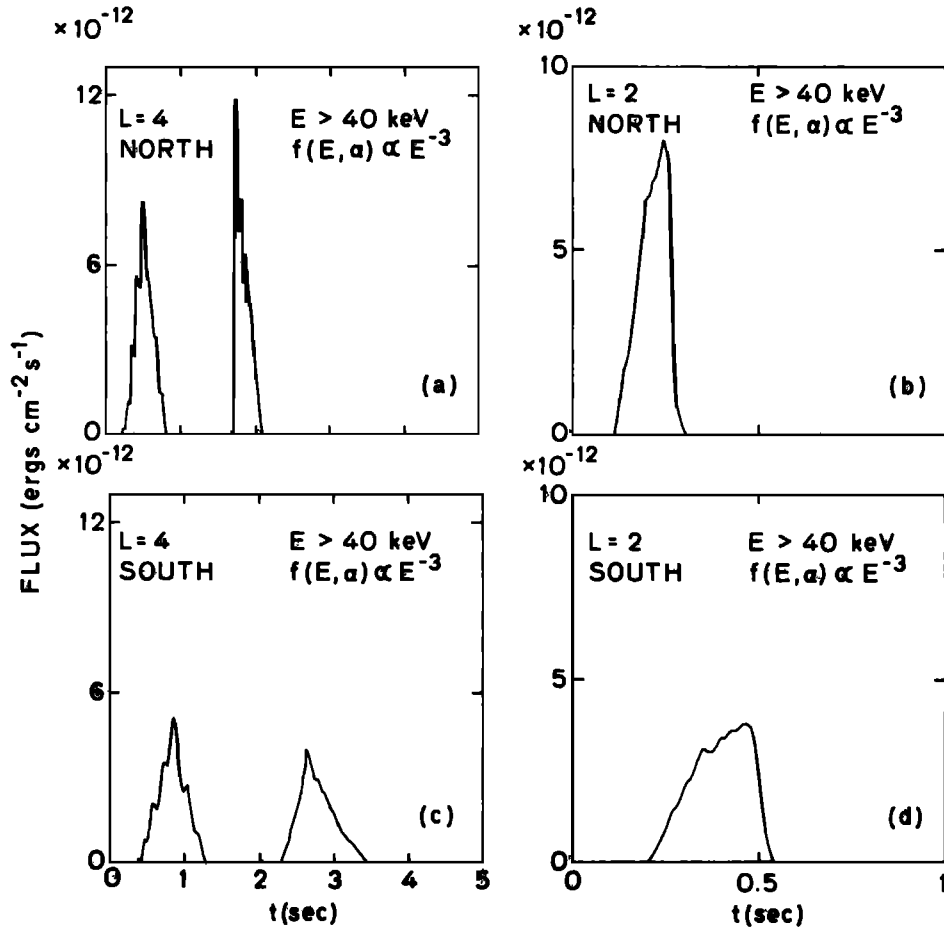 × 10⁻¹²
12
6
0
L = 4
NORTH
E > 40 keV
f(E, α) ∝ E⁻³
(a)
× 10⁻¹²
10
5
0
L = 2
NORTH
E > 40 keV
f(E, α) ∝ E⁻³
(b)
FLUX (ergs cm⁻² s⁻¹)
×10⁻¹²
12
6
0
L = 4
SOUTH
E > 40 keV
f(E, α) ∝ E⁻³
(c)
0 1 2 3 4 5
t(sec)
× 10⁻¹²
10
5
0
L = 2
SOUTH
E > 40 keV
f(E, α) ∝ E⁻³
(d)
0 0.5 1
t(sec)